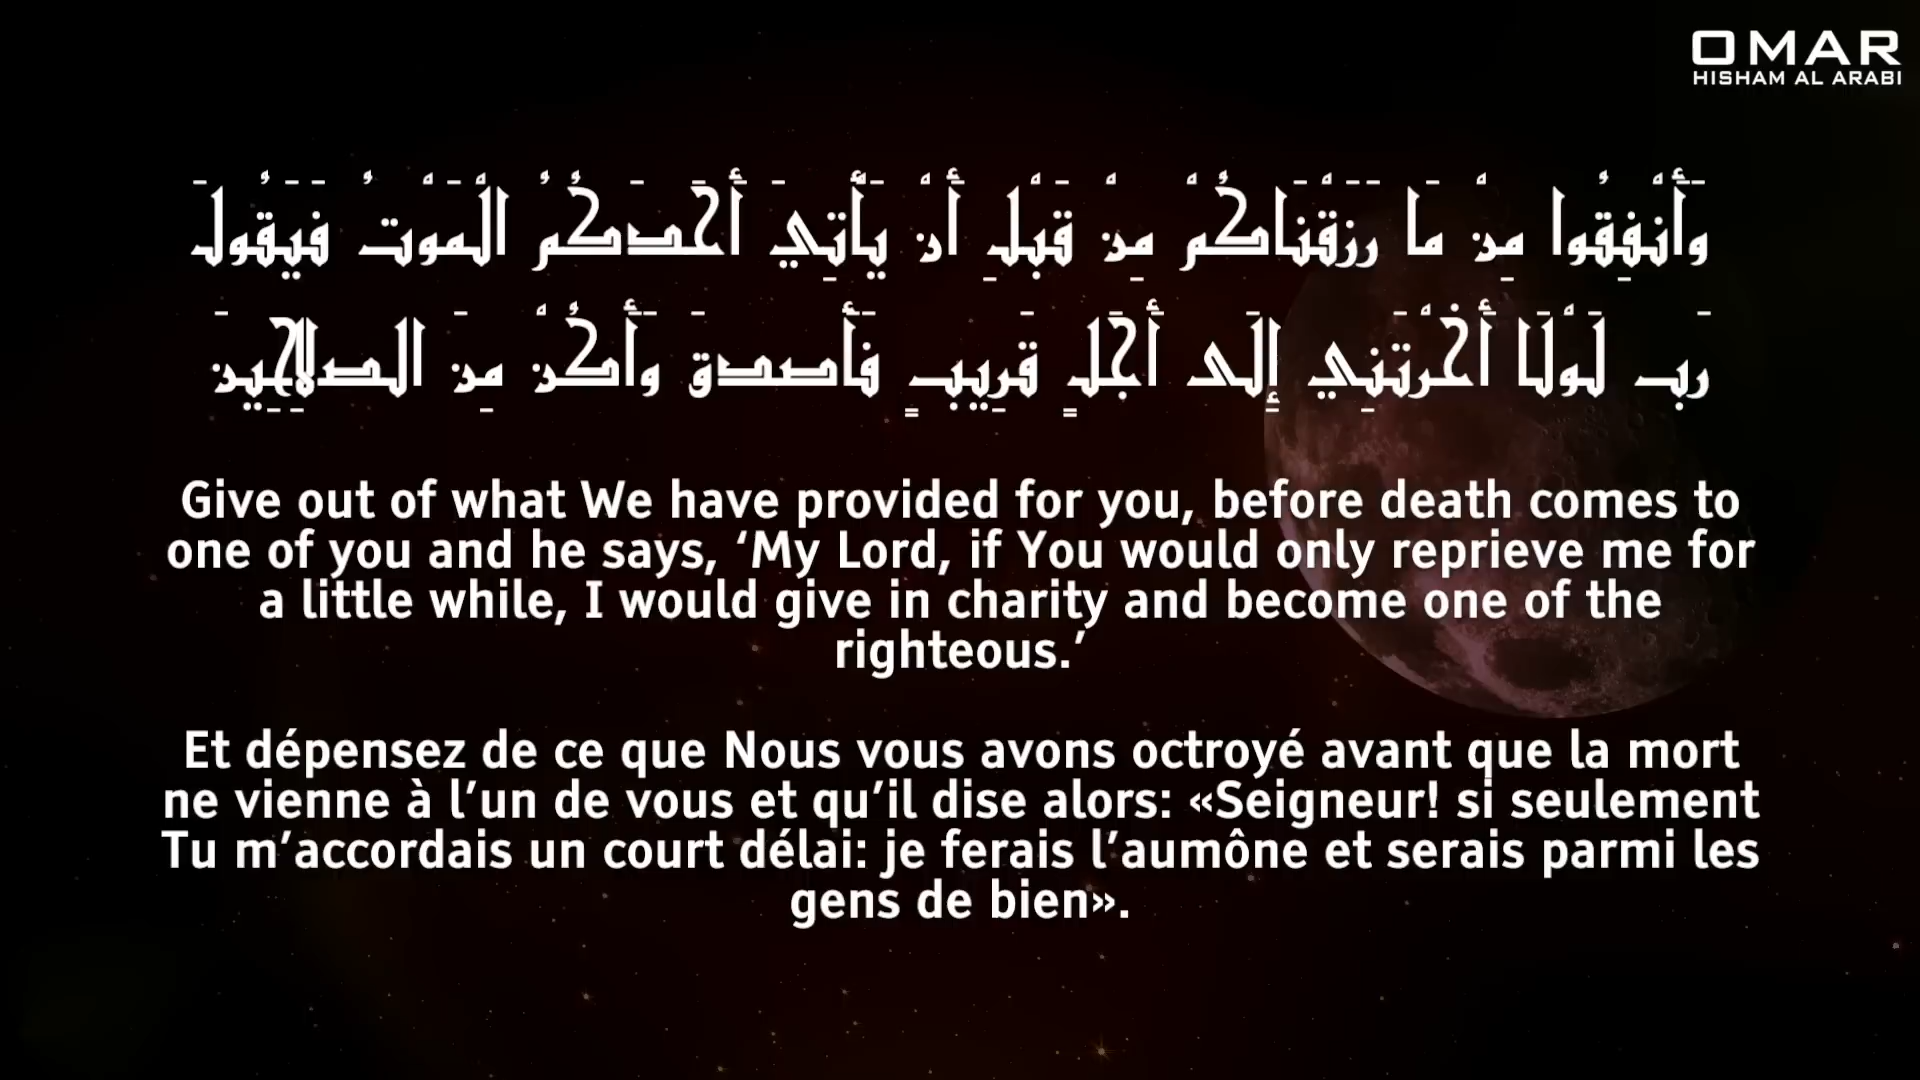 OMAR
HISHAM AL ARABI
وَأَنْفِقُوا مِنْ مَا رَزَقْنَاكُمْ مِنْ قَبْلِ أَنْ يَأْتِيَ أَحَدَكُمُ الْمَوْتُ فَيَقُولَ
رَب لَوْلَا أَخْرْتَنِي إِلَى أَجَلٍ قَرِيبٍ فَأَصدقَ وَأَكُنْ مِنَ الصلاحِِينَ
Give out of what We have provided for you, before death comes to
one of you and he says, ‘My Lord, if You would only reprieve me for
a little while, I would give in charity and become one of the
righteous.’
Et dépensez de ce que Nous vous avons octroyé avant que la mort
ne vienne à l’un de vous et qu’il dise alors: «Seigneur! si seulement
Tu m’accordais un court délai: je ferais l’aumône et serais parmi les
gens de bien».